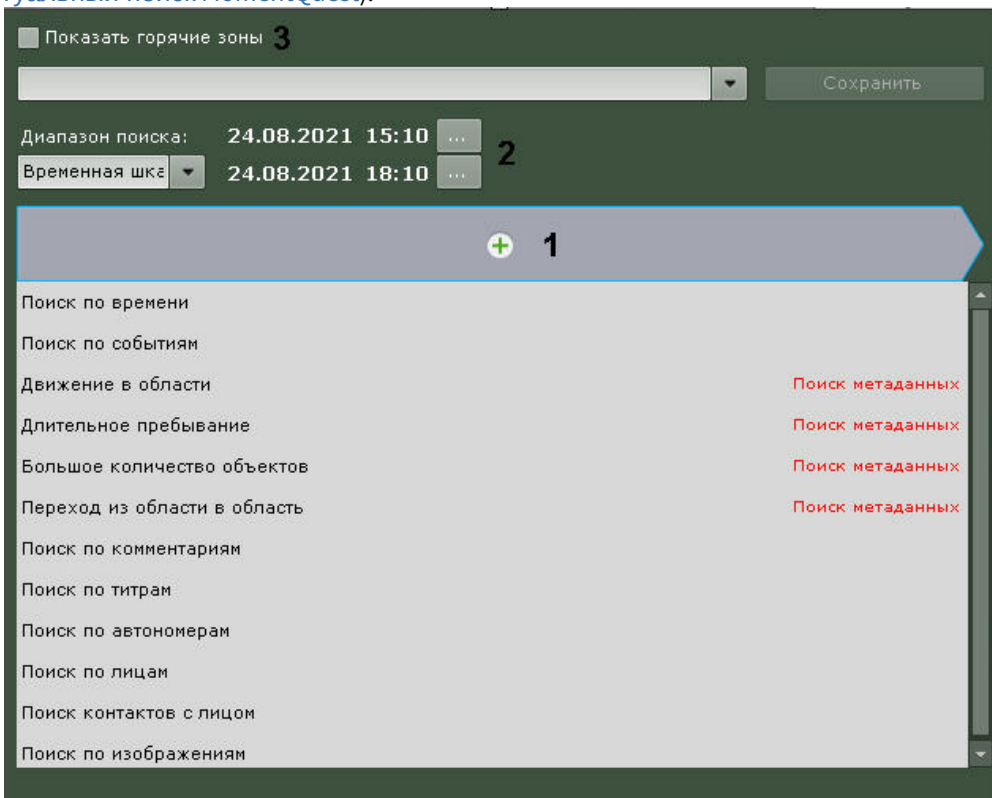 поиск MomentQuest).
Показать горячие зоны 3
Сохранить
Диапазон поиска: 24.08.2021 15:10 ...
2
Временная шка 24.08.2021 18:10 ...
1
Поиск по времени
Поиск по событиям
Движение в области Поиск метаданных
Длительное пребывание Поиск метаданных
Большое количество объектов Поиск метаданных
Переход из области в область Поиск метаданных
Поиск по комментариям
Поиск по титрам
Поиск по автономерам
Поиск по лицам
Поиск контактов с лицом
Поиск по изображениям